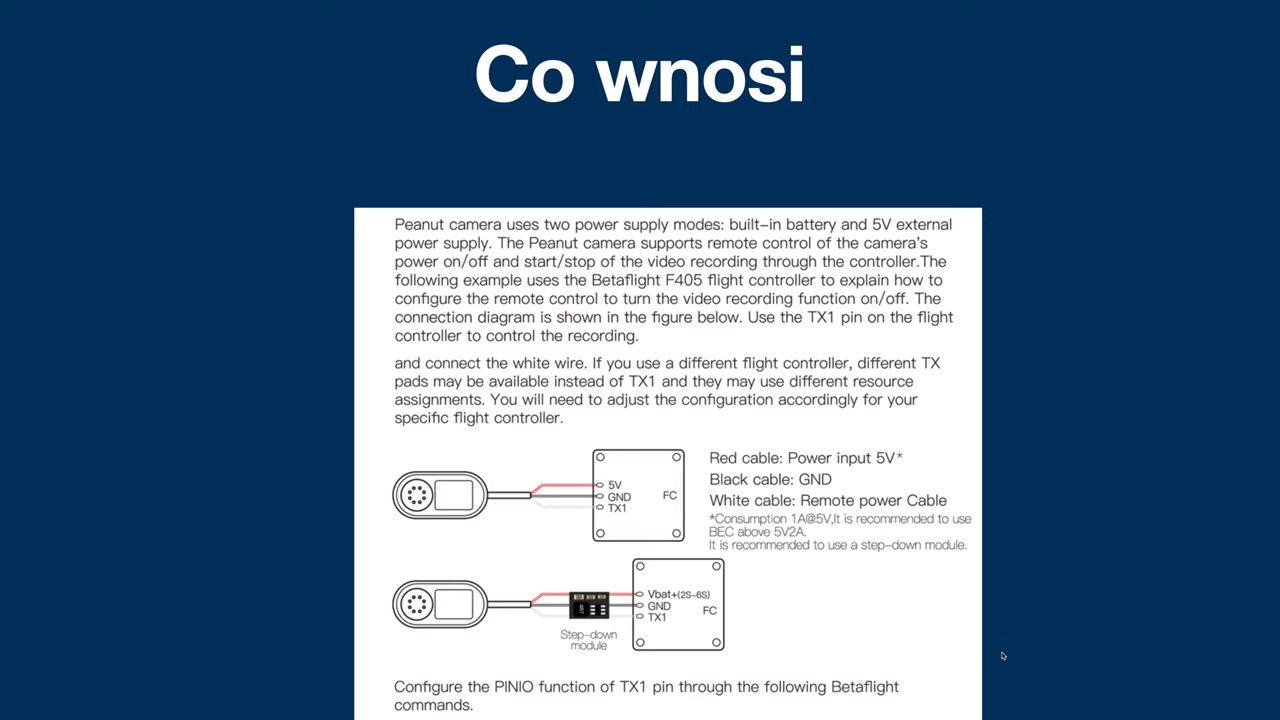 Co wnosi
Peanut camera uses two power supply modes: built-in battery and 5V external
power supply. The Peanut camera supports remote control of the camera's
power on/off and start/stop of the video recording through the controller.The
following example uses the Betaflight F405 flight controller to explain how to
configure the remote control to turn the video recording function on/off. The
connection diagram is shown in the figure below. Use the TX1 pin on the flight
controller to control the recording.
and connect the white wire. If you use a different flight controller, different TX
pads may be available instead of TX1 and they may use different resource
assignments. You will need to adjust the configuration accordingly for your
specific flight controller.
5V
GND
TX1
FC
Red cable: Power input 5V*
Black cable: GND
White cable: Remote power Cable
*Consumption 1A@5V,It is recommended to use
BEC above 5V2A.
It is recommended to use a step-down module.
Vbat+(2S-6S)
GND
TX1
FC
Step-down
module
Configure the PINIO function of TX1 pin through the following Betaflight
commands.